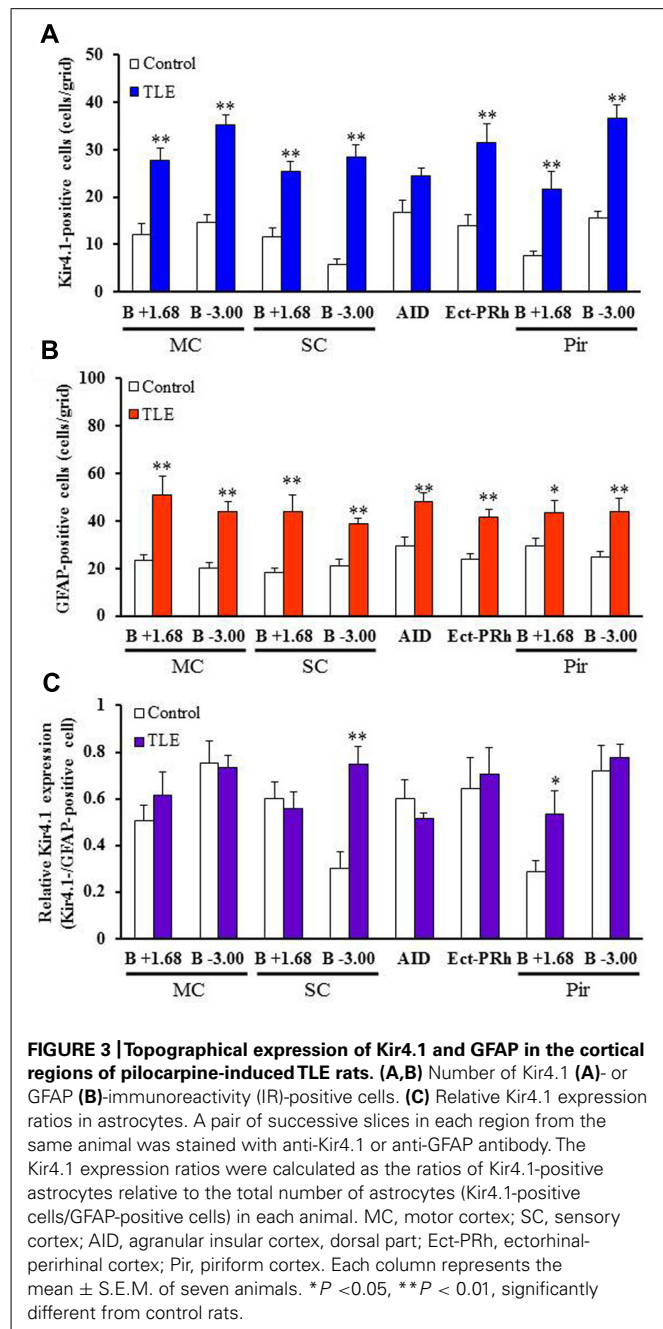 A
50
Control
TLE
40
30
20
10
0
Kir4.1-positive cells (cells/grid)
** ** ** ** ** ** **
B +1.68 B -3.00 B +1.68 B -3.00 AID Ect-PRh B +1.68 B -3.00
MC SC Pir
B
100
Control
TLE
80
60
40
20
0
GFAP-positive cells (cells/grid)
** ** ** ** ** ** * **
B +1.68 B -3.00 B +1.68 B -3.00 AID Ect-PRh B +1.68 B -3.00
MC SC Pir
C
1
Control
TLE
0.8
0.6
0.4
0.2
0
Relative Kir4.1 expression
(Kir4.1-/GFAP-positive cell)
** *
B +1.68 B -3.00 B +1.68 B -3.00 AID Ect-PRh B +1.68 B -3.00
MC SC Pir
FIGURE 3 | Topographical expression of Kir4.1 and GFAP in the cortical
regions of pilocarpine-induced TLE rats. (A,B) Number of Kir4.1 (A)- or
GFAP (B)-immunoreactivity (IR)-positive cells. (C) Relative Kir4.1 expression
ratios in astrocytes. A pair of successive slices in each region from the
same animal was stained with anti-Kir4.1 or anti-GFAP antibody. The
Kir4.1 expression ratios were calculated as the ratios of Kir4.1-positive
astrocytes relative to the total number of astrocytes (Kir4.1-positive
cells/GFAP-positive cells) in each animal. MC, motor cortex; SC, sensory
cortex; AID, agranular insular cortex, dorsal part; Ect-PRh, ectorhinal-
perirhinal cortex; Pir, piriform cortex. Each column represents the
mean ± S.E.M. of seven animals. *P <0.05, **P < 0.01, significantly
different from control rats.